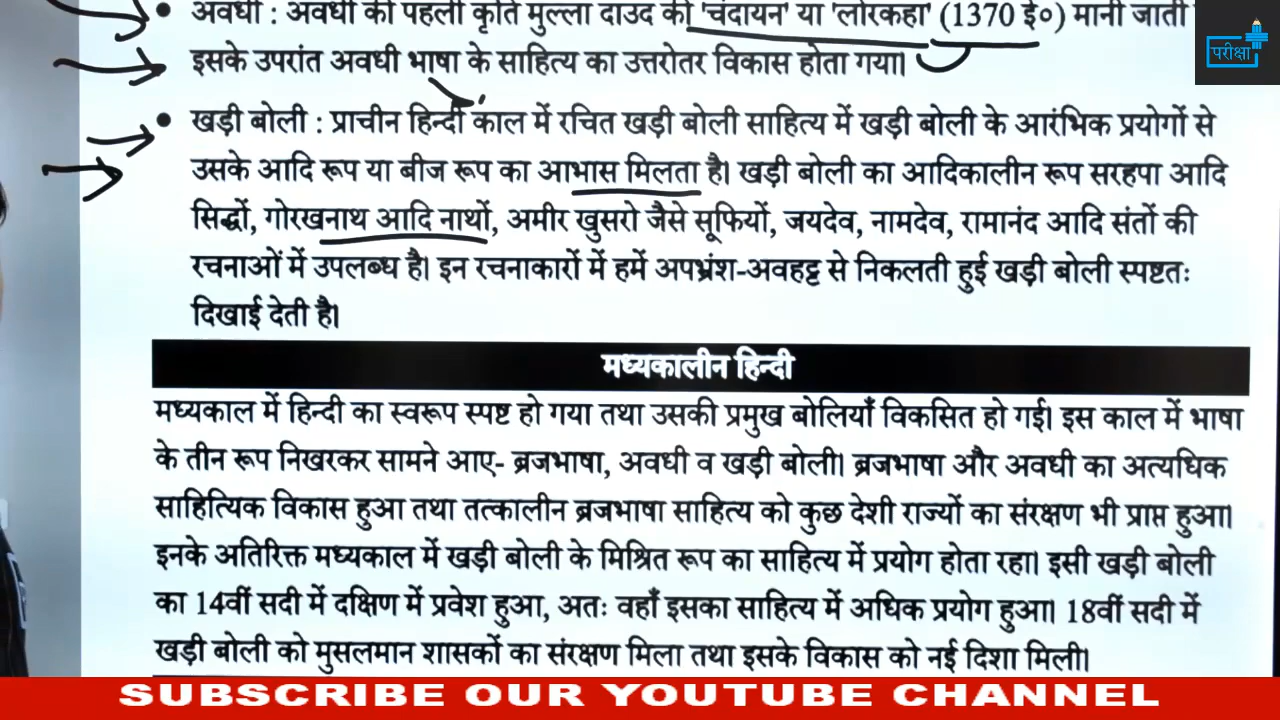 अवधी : अवधी की पहली कृति मुल्ला दाउद की 'चंदायन' या 'लोरकहा' (1370 ई०) मानी जाती
परीक्षा
इसके उपरांत अवधी भाषा के साहित्य का उत्तरोतर विकास होता गया।
खड़ी बोली : प्राचीन हिन्दी काल में रचित खड़ी बोली साहित्य में खड़ी बोली के आरंभिक प्रयोगों से
उसके आदि रूप या बीज रूप का आभास मिलता है। खड़ी बोली का आदिकालीन रूप सरहपा आदि
सिद्धों, गोरखनाथ आदि नाथों, अमीर खुसरो जैसे सूफियों, जयदेव, नामदेव, रामानंद आदि संतों की
रचनाओं में उपलब्ध है। इन रचनाकारों में हमें अपभ्रंश-अवहट्ट से निकलती हुई खड़ी बोली स्पष्टतः
दिखाई देती है।
मध्यकालीन हिन्दी
मध्यकाल में हिन्दी का स्वरूप स्पष्ट हो गया तथा उसकी प्रमुख बोलियाँ विकसित हो गई। इस काल में भाषा
के तीन रूप निखरकर सामने आए- ब्रजभाषा, अवधी व खड़ी बोली। ब्रजभाषा और अवधी का अत्यधिक
साहित्यिक विकास हुआ तथा तत्कालीन ब्रजभाषा साहित्य को कुछ देशी राज्यों का संरक्षण भी प्राप्त हुआ।
इनके अतिरिक्त मध्यकाल में खड़ी बोली के मिश्रित रूप का साहित्य में प्रयोग होता रहा। इसी खड़ी बोली
का 14वीं सदी में दक्षिण में प्रवेश हुआ, अतः वहाँ इसका साहित्य में अधिक प्रयोग हुआ। 18वीं सदी में
खड़ी बोली को मुसलमान शासकों का संरक्षण मिला तथा इसके विकास को नई दिशा मिली।
SUBSCRIBE OUR YOUTUBE CHANNEL